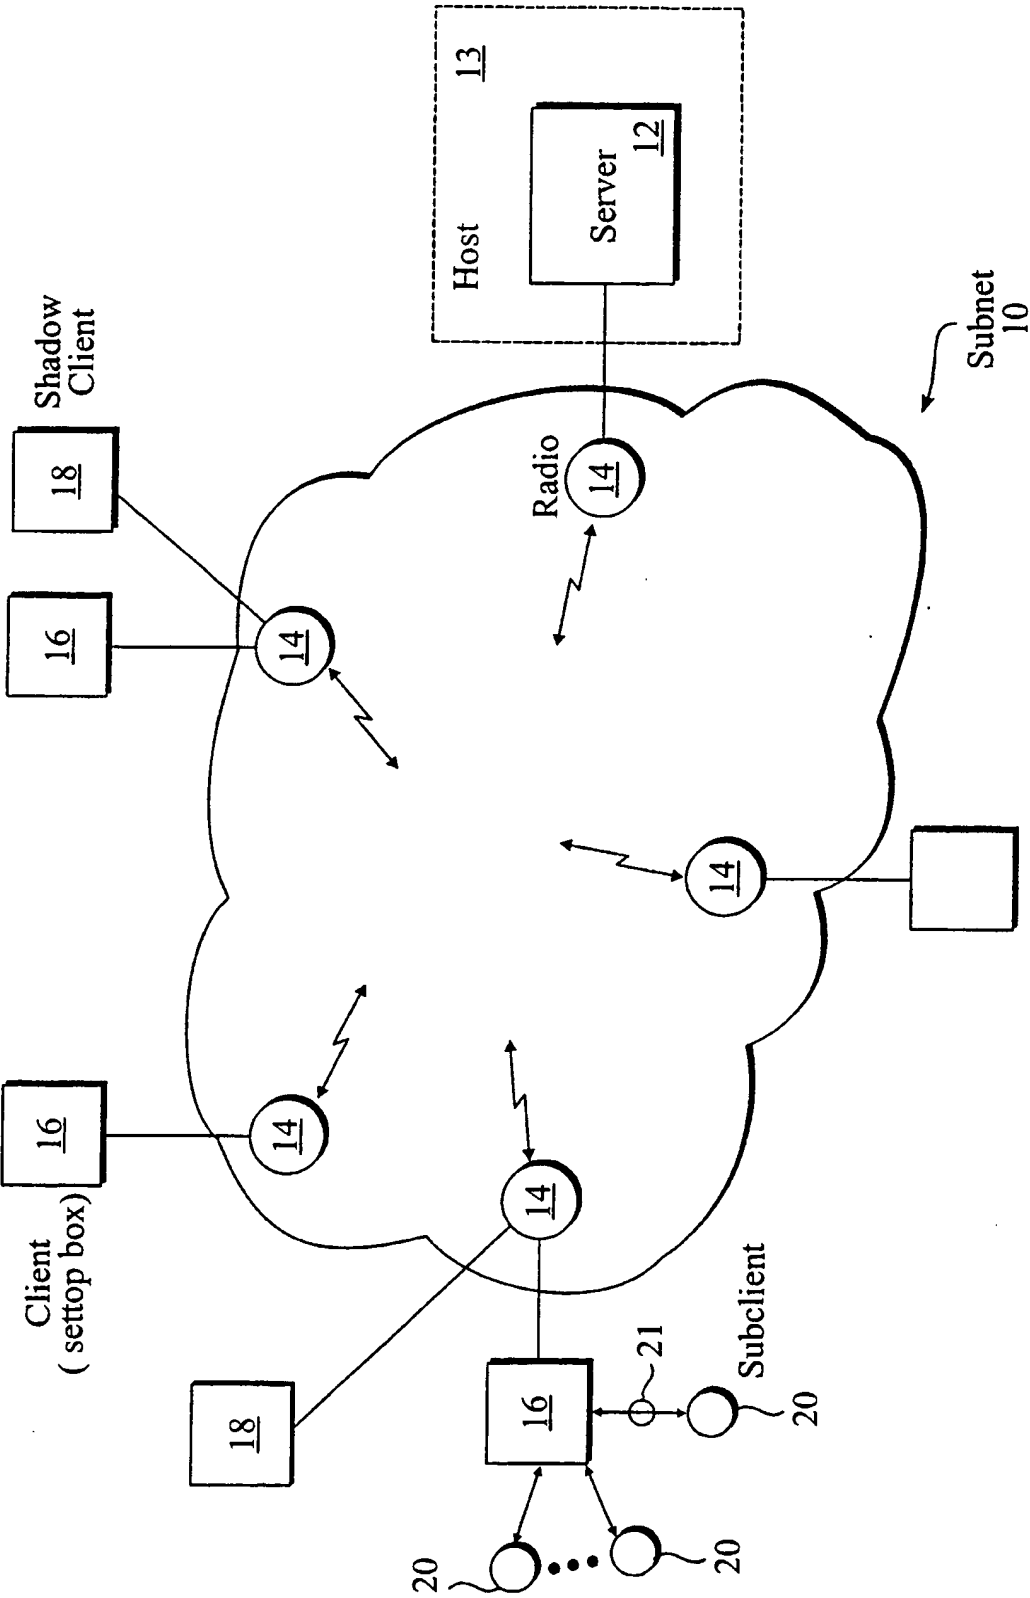 Client
( settop box)
16
16
18
Shadow
Client
18
14
14
Radio
14
Host
13
Server
12
16
14
14
20
20
21
20
Subclient
Subnet
10